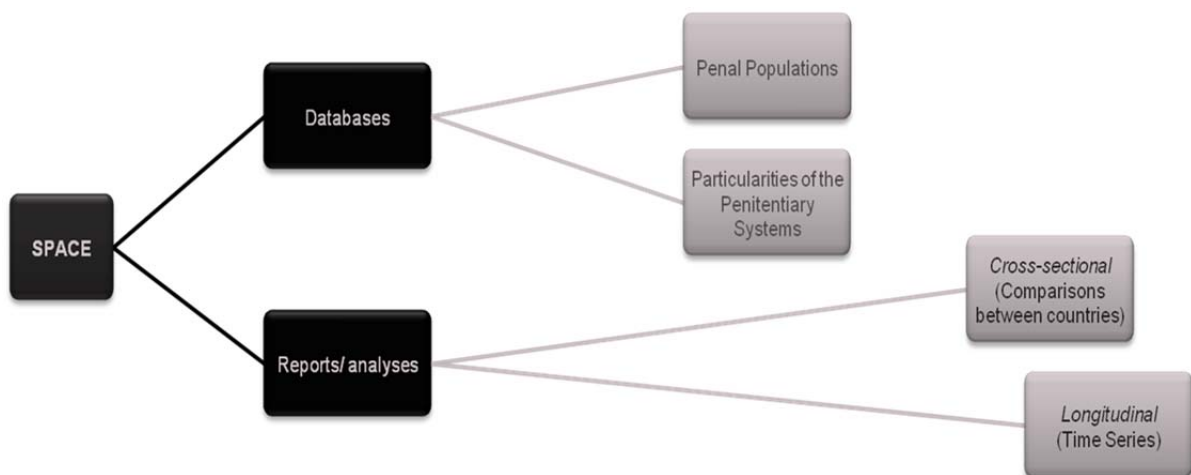 Penal Populations
Databases
Particularities of the
Penitentiary
Systems
SPACE
Cross-sectional
(Comparisons
between countries)
Reports/ analyses
Longitudinal
(Time Series)